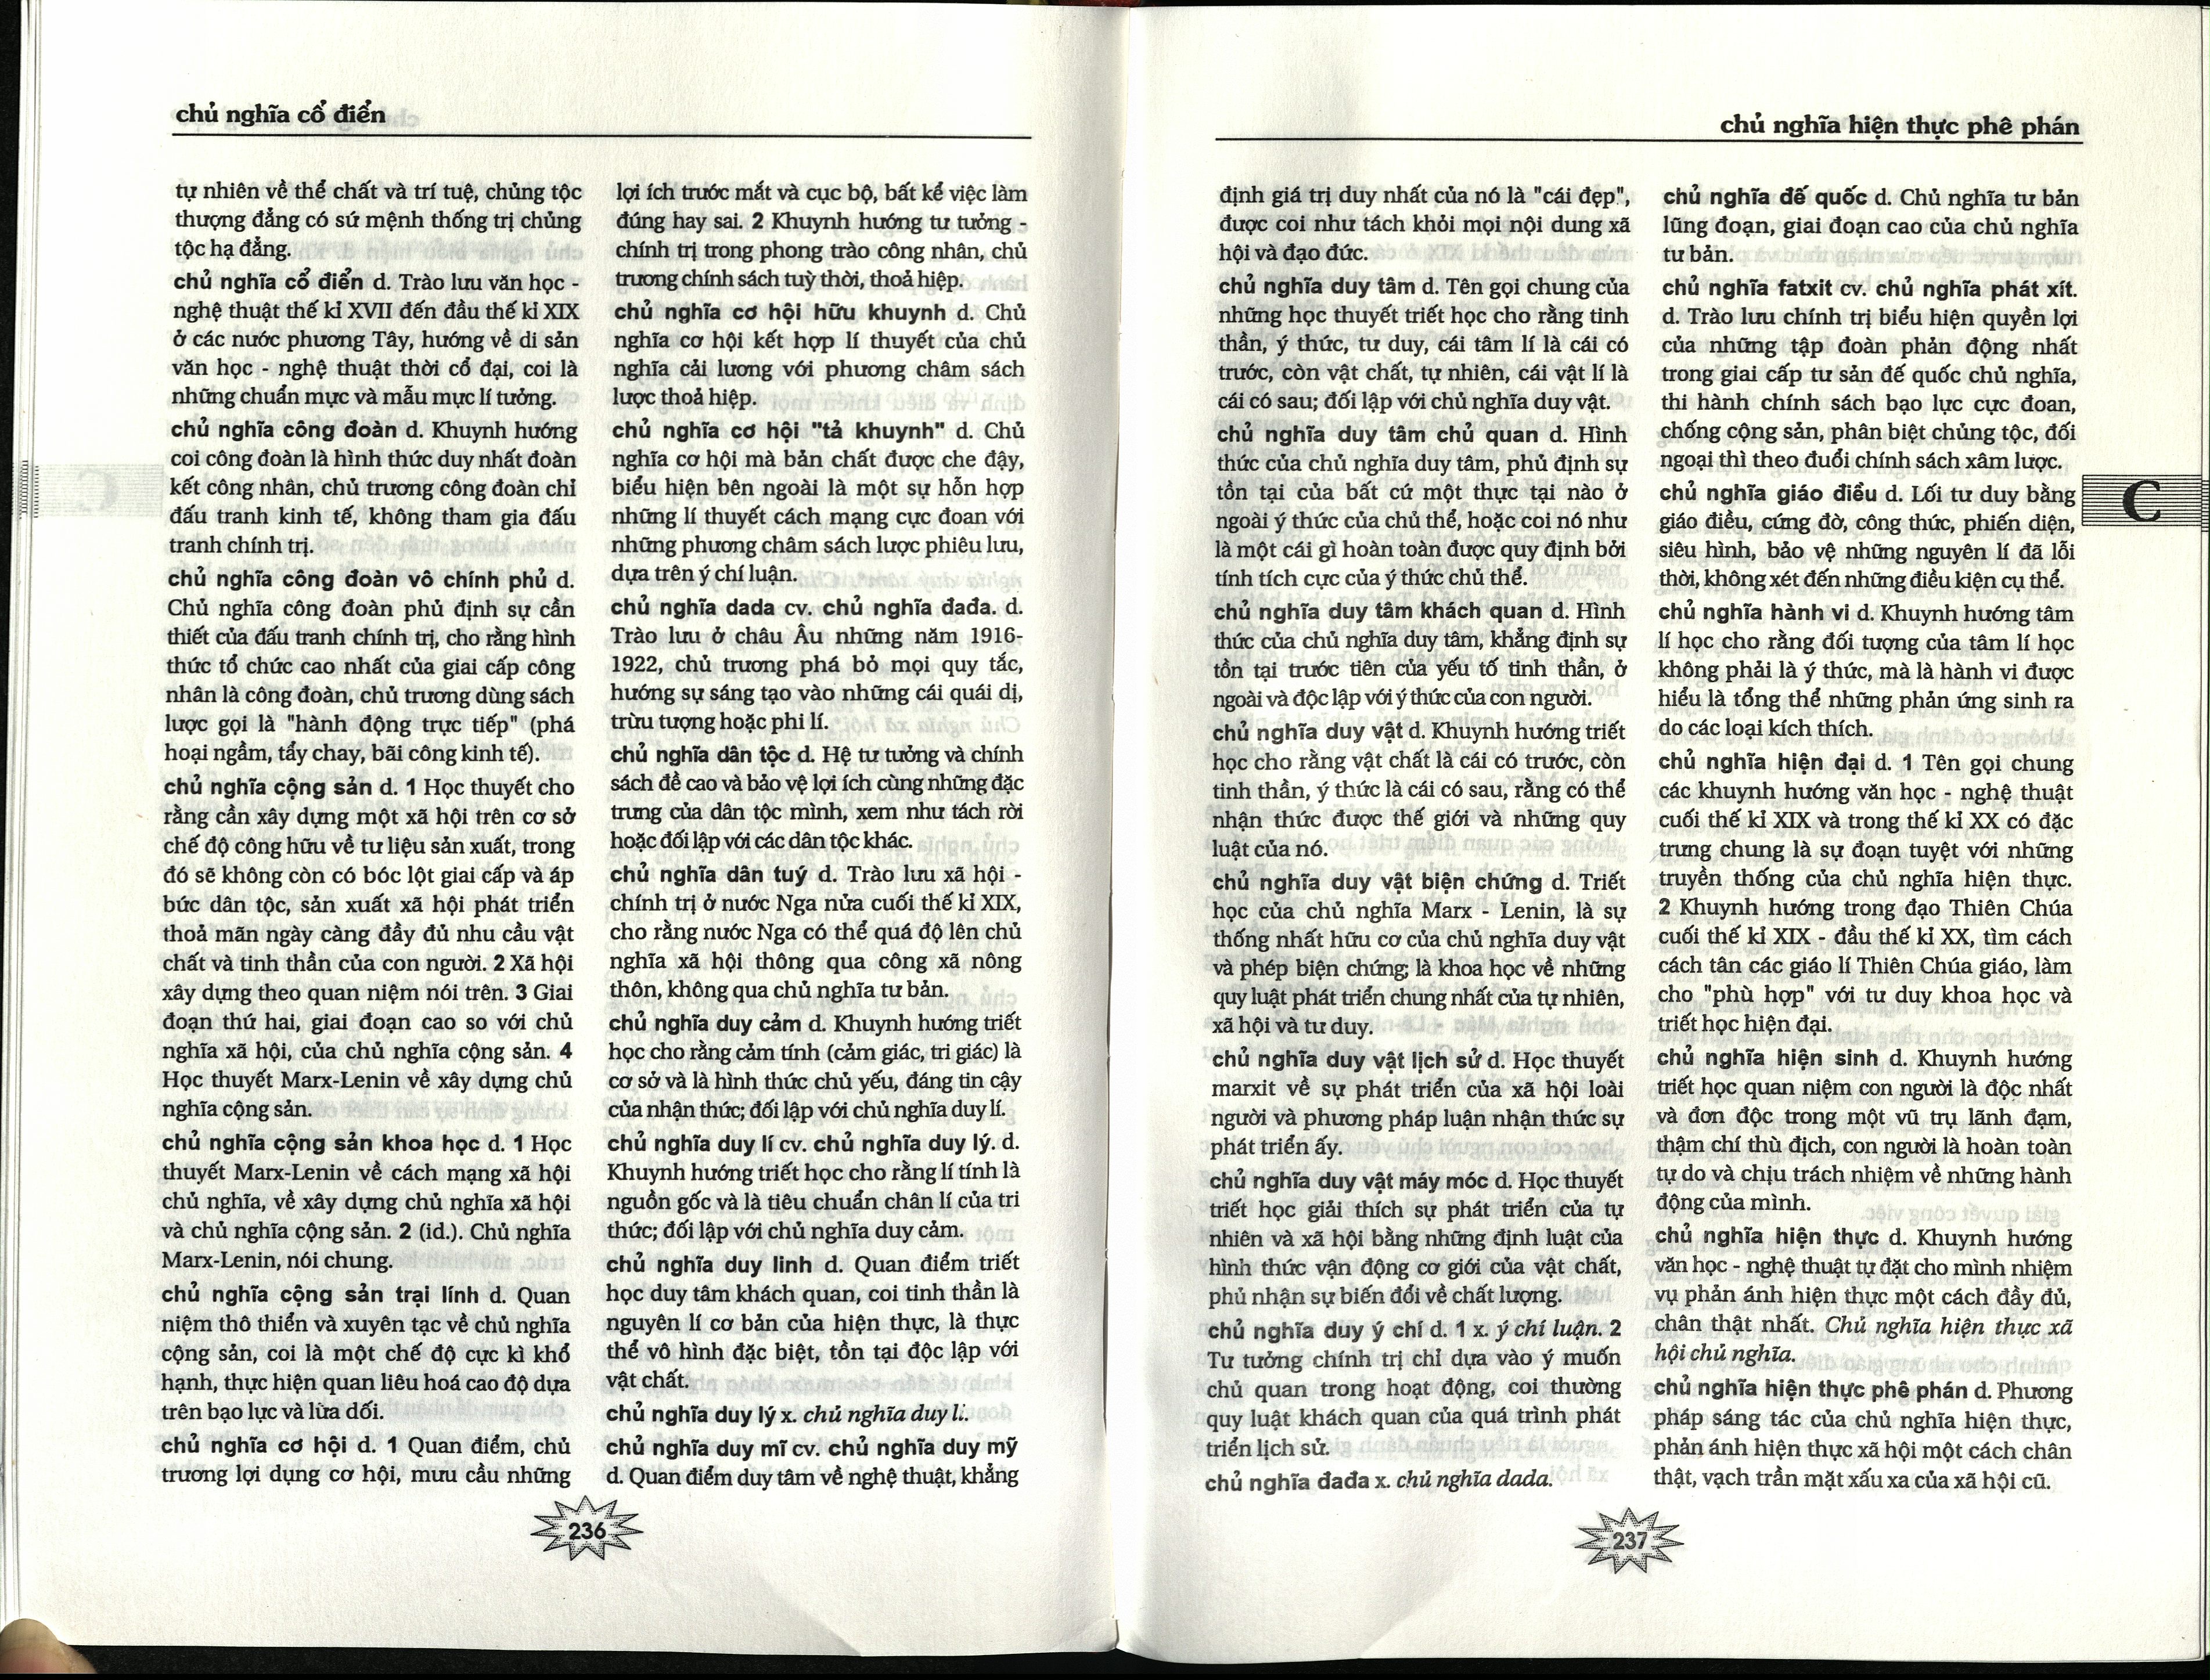 chủ nghĩa cổ điển
tự nhiên về thể chất và trí tuệ, chủng tộc
thượng đẳng có sứ mệnh thống trị chủng
tộc hạ đẳng.
chủ nghĩa cổ điển d. Trào lưu văn học -
nghệ thuật thế kỉ XVII đến đầu thế kỉ XIX
ở các nước phương Tây, hướng về di sản
văn học - nghệ thuật thời cổ đại, coi là
những chuẩn mực và mẫu mực lí tưởng.
chủ nghĩa công đoàn d. Khuynh hướng
coi công đoàn là hình thức duy nhất đoàn
kết công nhân, chủ trương công đoàn chỉ
đấu tranh kinh tế, không tham gia đấu
tranh chính trị.
chủ nghĩa công đoàn vô chính phủ d.
Chủ nghĩa công đoàn phủ định sự cần
thiết của đấu tranh chính trị, cho rằng hình
thức tổ chức cao nhất của giai cấp công
nhân là công đoàn, chủ trương dùng sách
lược gọi là "hành động trực tiếp" (phá
hoại ngầm, tẩy chay, bãi công kinh tế).
chủ nghĩa cộng sản d. 1 Học thuyết cho
rằng cần xây dựng một xã hội trên cơ sở
chế độ công hữu về tư liệu sản xuất, trong
đó sẽ không còn có bóc lột giai cấp và áp
bức dân tộc, sản xuất xã hội phát triển
thoả mãn ngày càng đầy đủ nhu cầu vật
chất và tinh thần của con người. 2 Xã hội
xây dựng theo quan niệm nói trên. 3 Giai
đoạn thứ hai, giai đoạn cao so với chủ
nghĩa xã hội, của chủ nghĩa cộng sản. 4
Học thuyết Marx-Lenin về xây dựng chủ
nghĩa cộng sản.
chủ nghĩa cộng sản khoa học d. 1 Học
thuyết Marx-Lenin về cách mạng xã hội
chủ nghĩa, về xây dựng chủ nghĩa xã hội
và chủ nghĩa cộng sản. 2 (id.). Chủ nghĩa
Marx-Lenin, nói chung.
chủ nghĩa cộng sản trại lính d. Quan
niệm thô thiển và xuyên tạc về chủ nghĩa
cộng sản, coi là một chế độ cực kì khổ
hạnh, thực hiện quan liêu hoá cao độ dựa
trên bạo lực và lừa dối.
chủ nghĩa cơ hội d. 1 Quan điểm, chủ
trương lợi dụng cơ hội, mưu cầu những
lợi ích trước mắt và cục bộ, bất kể việc làm
đúng hay sai. 2 Khuynh hướng tư tưởng -
chính trị trong phong trào công nhân, chủ
trương chính sách tuỳ thời, thoả hiệp.
chủ nghĩa cơ hội hữu khuynh d. Chủ
nghĩa cơ hội kết hợp lí thuyết của chủ
nghĩa cải lương với phương châm sách
lược thoả hiệp.
chủ nghĩa cơ hội "tả khuynh" d. Chủ
nghĩa cơ hội mà bản chất được che đậy,
biểu hiện bên ngoài là một sự hỗn hợp
những lí thuyết cách mạng cực đoan với
những phương châm sách lược phiêu lưu,
dựa trên ý chí luận.
chủ nghĩa dada cv. chủ nghĩa đađa. d.
Trào lưu ở châu Âu những năm 1916-
1922, chủ trương phá bỏ mọi quy tắc,
hướng sự sáng tạo vào những cái quái dị,
trừu tượng hoặc phi lí.
chủ nghĩa dân tộc d. Hệ tư tưởng và chính
sách đề cao và bảo vệ lợi ích cùng những đặc
trưng của dân tộc mình, xem như tách rời
hoặc đối lập với các dân tộc khác.
chủ nghĩa dân tuý d. Trào lưu xã hội -
chính trị ở nước Nga nửa cuối thế kỉ XIX,
cho rằng nước Nga có thể quá độ lên chủ
nghĩa xã hội thông qua công xã nông
thôn, không qua chủ nghĩa tư bản.
chủ nghĩa duy cảm d. Khuynh hướng triết
học cho rằng cảm tính (cảm giác, tri giác) là
cơ sở và là hình thức chủ yếu, đáng tin cậy
của nhận thức; đối lập với chủ nghĩa duy lí.
chủ nghĩa duy lí cv. chủ nghĩa duy lý. d.
Khuynh hướng triết học cho rằng lí tính là
nguồn gốc và là tiêu chuẩn chân lí của tri
thức; đối lập với chủ nghĩa duy cảm.
chủ nghĩa duy linh d. Quan điểm triết
học duy tâm khách quan, coi tinh thần là
nguyên lí cơ bản của hiện thực, là thực
thể vô hình đặc biệt, tồn tại độc lập với
vật chất.
chủ nghĩa duy lý x. chủ nghĩa duy lí.
chủ nghĩa duy mĩ cv. chủ nghĩa duy mỹ
d. Quan điểm duy tâm về nghệ thuật, khẳng
236
chủ nghĩa hiện thực phê phán
định giá trị duy nhất của nó là "cái đẹp",
được coi như tách khỏi mọi nội dung xã
hội và đạo đức.
chủ nghĩa duy tâm d. Tên gọi chung của
những học thuyết triết học cho rằng tinh
thần, ý thức, tư duy, cái tâm lí là cái có
trước, còn vật chất, tự nhiên, cái vật lí là
cái có sau; đối lập với chủ nghĩa duy vật.
chủ nghĩa duy tâm chủ quan d. Hình
thức của chủ nghĩa duy tâm, phủ định sự
tồn tại của bất cứ một thực tại nào ở
ngoài ý thức của chủ thể, hoặc coi nó như
là một cái gì hoàn toàn được quy định bởi
tính tích cực của ý thức chủ thể.
chủ nghĩa duy tâm khách quan d. Hình
thức của chủ nghĩa duy tâm, khẳng định sự
tồn tại trước tiên của yếu tố tinh thần, ở
ngoài và độc lập với ý thức của con người.
chủ nghĩa duy vật d. Khuynh hướng triết
học cho rằng vật chất là cái có trước, còn
tinh thần, ý thức là cái có sau, rằng có thể
nhận thức được thế giới và những quy
luật của nó.
chủ nghĩa duy vật biện chứng d. Triết
học của chủ nghĩa Marx - Lenin, là sự
thống nhất hữu cơ của chủ nghĩa duy vật
và phép biện chứng; là khoa học về những
quy luật phát triển chung nhất của tự nhiên,
xã hội và tư duy.
chủ nghĩa duy vật lịch sử d. Học thuyết
marxit về sự phát triển của xã hội loài
người và phương pháp luận nhận thức sự
phát triển ấy.
chủ nghĩa duy vật máy móc d. Học thuyết
triết học giải thích sự phát triển của tự
nhiên và xã hội bằng những định luật của
hình thức vận động cơ giới của vật chất,
phủ nhận sự biến đổi về chất lượng.
chủ nghĩa duy ý chí d. 1 x. ý chí luận. 2
Tư tưởng chính trị chỉ dựa vào ý muốn
chủ quan trong hoạt động, coi thường
quy luật khách quan của quá trình phát
triển lịch sử.
chủ nghĩa đađa x. chủ nghĩa dada.
chủ nghĩa đế quốc d. Chủ nghĩa tư bản
lũng đoạn, giai đoạn cao của chủ nghĩa
tư bản.
chủ nghĩa fatxit cv. chủ nghĩa phát xít.
d. Trào lưu chính trị biểu hiện quyền lợi
của những tập đoàn phản động nhất
trong giai cấp tư sản đế quốc chủ nghĩa,
thi hành chính sách bạo lực cực đoan,
chống cộng sản, phân biệt chủng tộc, đối
ngoại thì theo đuổi chính sách xâm lược.
chủ nghĩa giáo điều d. Lối tư duy bằng
giáo điều, cứng đờ, công thức, phiến diện,
siêu hình, bảo vệ những nguyên lí đã lỗi
thời, không xét đến những điều kiện cụ thể.
chủ nghĩa hành vi d. Khuynh hướng tâm
lí học cho rằng đối tượng của tâm lí học
không phải là ý thức, mà là hành vi được
hiểu là tổng thể những phản ứng sinh ra
do các loại kích thích.
chủ nghĩa hiện đại d. 1 Tên gọi chung
các khuynh hướng văn học - nghệ thuật
cuối thế kỉ XIX và trong thế kỉ XX có đặc
trưng chung là sự đoạn tuyệt với những
truyền thống của chủ nghĩa hiện thực.
2 Khuynh hướng trong đạo Thiên Chúa
cuối thế kỉ XIX - đầu thế kỉ XX, tìm cách
cách tân các giáo lí Thiên Chúa giáo, làm
cho "phù hợp" với tư duy khoa học và
triết học hiện đại.
chủ nghĩa hiện sinh d. Khuynh hướng
triết học quan niệm con người là độc nhất
và đơn độc trong một vũ trụ lãnh đạm,
thậm chí thù địch, con người là hoàn toàn
tự do và chịu trách nhiệm về những hành
động của mình.
chủ nghĩa hiện thực d. Khuynh hướng
văn học - nghệ thuật tự đặt cho mình nhiệm
vụ phản ánh hiện thực một cách đầy đủ,
chân thật nhất. Chủ nghĩa hiện thực xã
hội chủ nghĩa.
chủ nghĩa hiện thực phê phán d. Phương
pháp sáng tác của chủ nghĩa hiện thực,
phản ánh hiện thực xã hội một cách chân
thật, vạch trần mặt xấu xa của xã hội cũ.
C
237